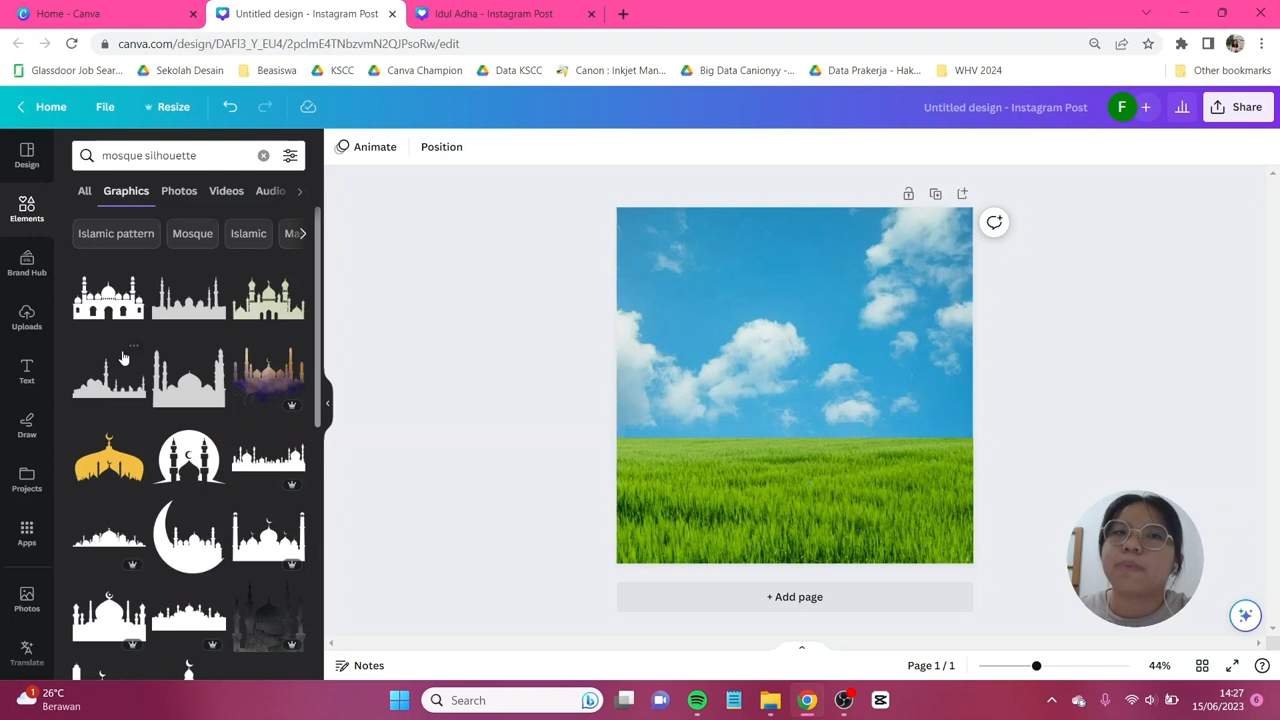 Home - Canva
Untitled design - Instagram Post
Idul Adha - Instagram Post
canva.com/design/DAFl3_Y_EU4/2pclmE4TNbzvmN2QJPsoRw/edit
Glassdoor Job Sear...
Sekolah Desain
Beasiswa
KSCC
Canva Champion
Data KSCC
Canon : Inkjet Man...
Big Data Canionyy -...
Data Prakerja - Hak...
WHV 2024
Other bookmarks
Home
File
Resize
Untitled design - Instagram Post
F
Share
Design
Elements
Brand Hub
Uploads
Text
Draw
Projects
Apps
Photos
Translate
mosque silhouette
All
Graphics
Photos
Videos
Audio
Islamic pattern
Mosque
Islamic
Animate
Position
+ Add page
Notes
Page 1 / 1
44%
1
26°C
Berawan
Search
14:27
15/06/2023
6